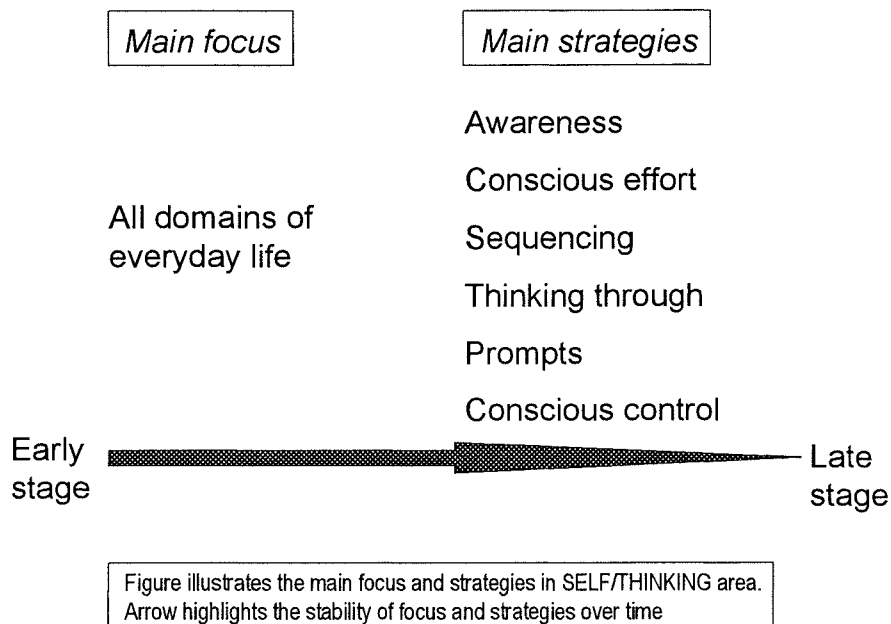 Main focus
Main strategies
All domains of
everyday life
Awareness
Conscious effort
Sequencing
Thinking through
Prompts
Conscious control
Early
stage
Late
stage
Figure illustrates the main focus and strategies in SELF/THINKING area.
Arrow highlights the stability of focus and strategies over time